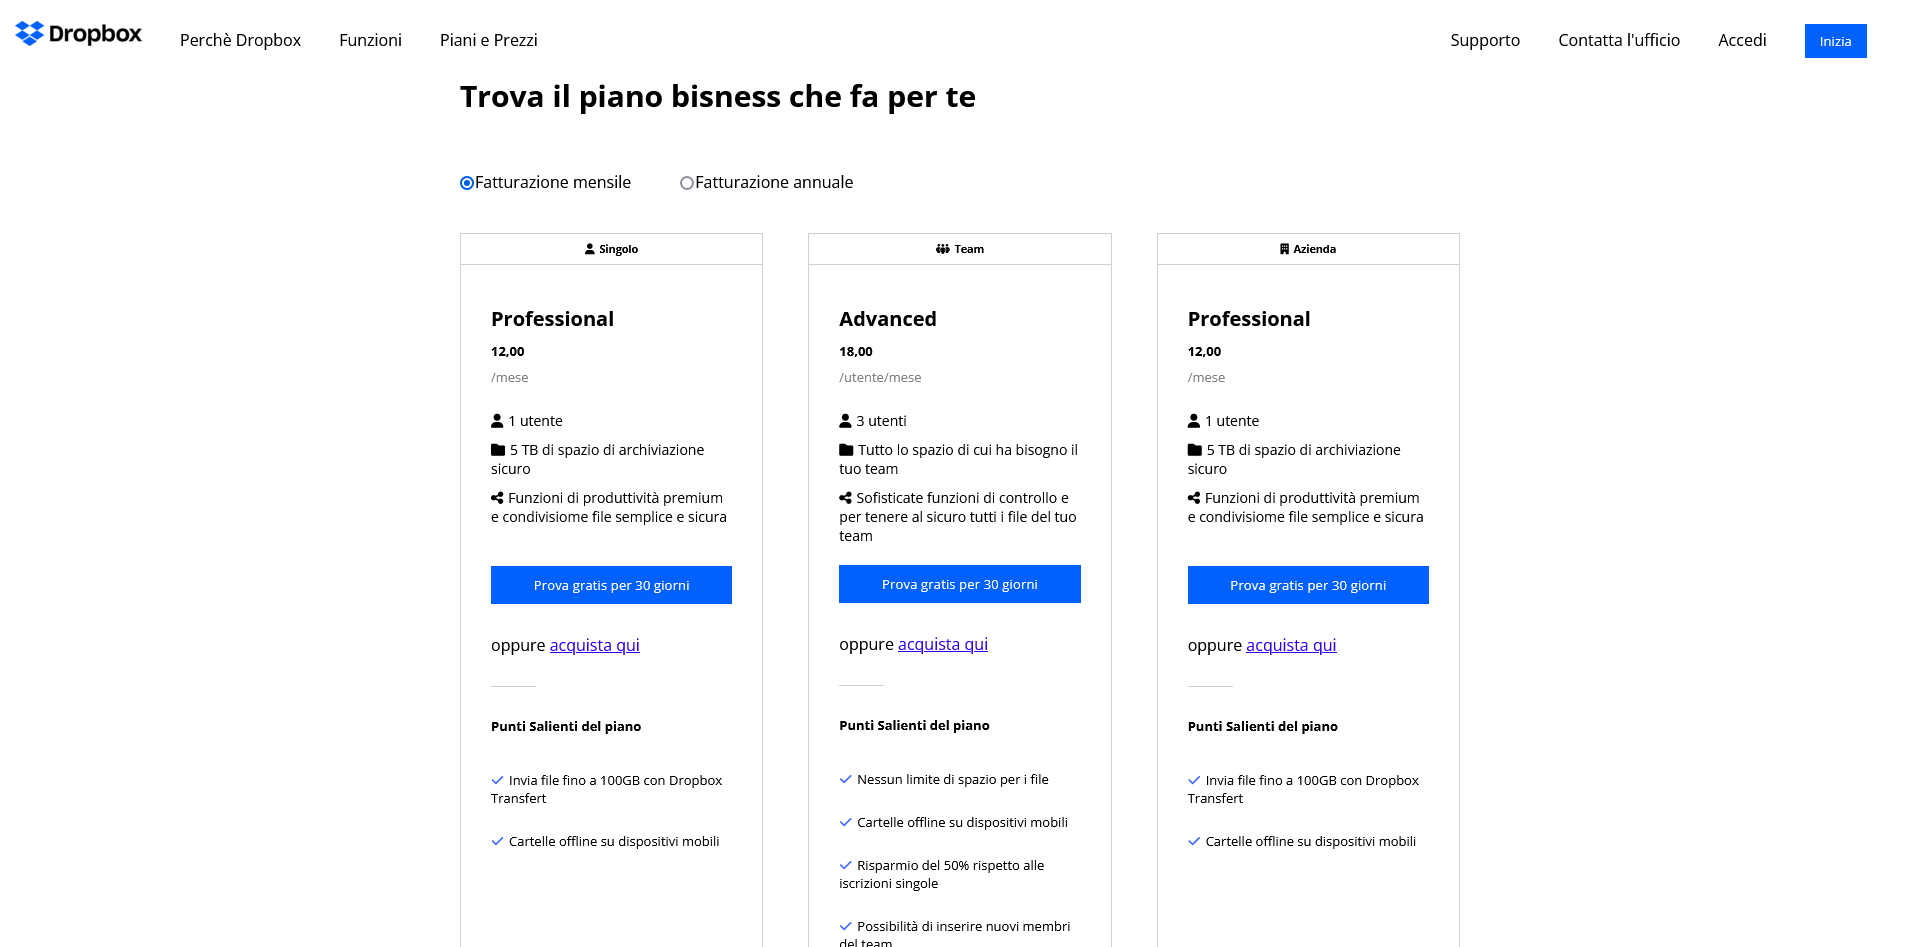 Dropbox
Perchè Dropbox
Funzioni
Piani e Prezzi
Supporto
Contatta l'ufficio
Accedi
Inizia
Trova il piano bisness che fa per te
Fatturazione mensile
Fatturazione annuale
Singolo
Professional
12,00
/mese
1 utente
5 TB di spazio di archiviazione
sicuro
Funzioni di produttività premium
e condivisiome file semplice e sicura
Prova gratis per 30 giorni
oppure acquista qui
Punti Salienti del piano
Invia file fino a 100GB con Dropbox
Transfert
Cartelle offline su dispositivi mobili
Team
Advanced
18,00
/utente/mese
3 utenti
Tutto lo spazio di cui ha bisogno il
tuo team
Sofisticate funzioni di controllo e
per tenere al sicuro tutti i file del tuo
team
Prova gratis per 30 giorni
oppure acquista qui
Punti Salienti del piano
Nessun limite di spazio per i file
Cartelle offline su dispositivi mobili
Risparmio del 50% rispetto alle
iscrizioni singole
Possibilità di inserire nuovi membri
del team
Azienda
Professional
12,00
/mese
1 utente
5 TB di spazio di archiviazione
sicuro
Funzioni di produttività premium
e condivisiome file semplice e sicura
Prova gratis per 30 giorni
oppure acquista qui
Punti Salienti del piano
Invia file fino a 100GB con Dropbox
Transfert
Cartelle offline su dispositivi mobili